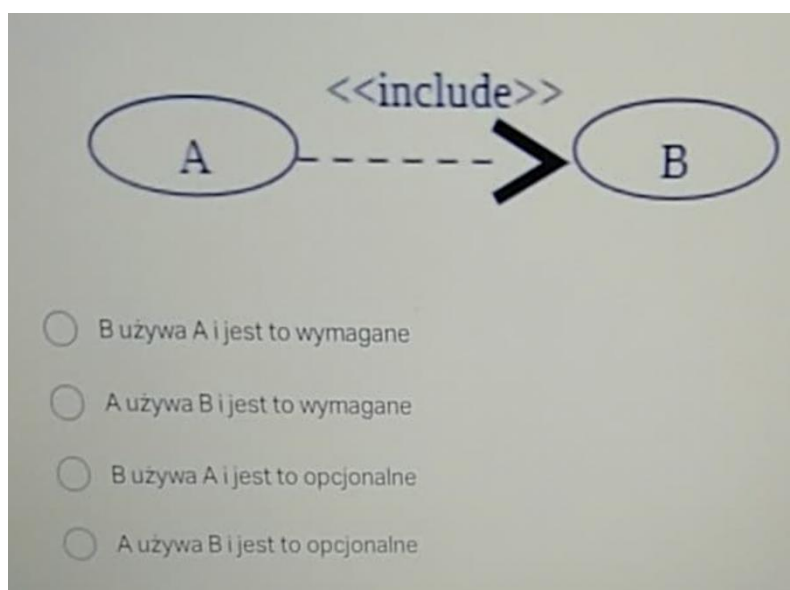 <<include>>
A
B
B używa A i jest to wymagane
A używa B i jest to wymagane
B używa A i jest to opcjonalne
A używa B i jest to opcjonalne